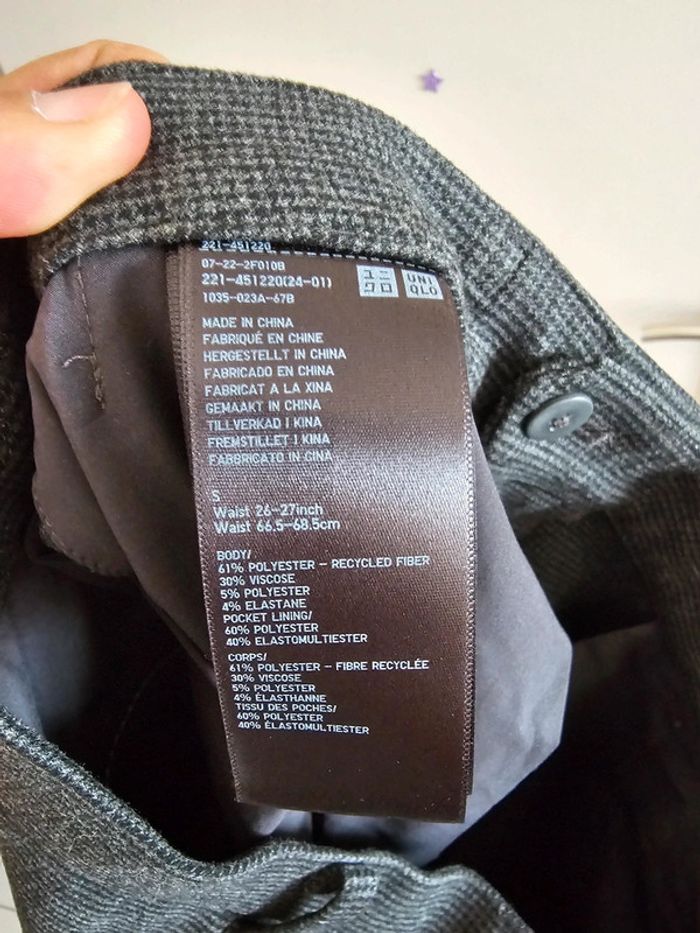 221-451220
07-22-2F010B
221-451220(24-01)
1035-023A-67B
ユニ
クロ
UNI
QLO
MADE IN CHINA
FABRIQUÉ EN CHINE
HERGESTELLT IN CHINA
FABRICADO EN CHINA
FABRICAT A LA XINA
GEMAAKT IN CHINA
TILLVERKAD I KINA
FREMSTILLET I KINA
FABBRICATO IN CINA
S
Waist 26-27inch
Waist 66.5-68.5cm
BODY/
61% POLYESTER - RECYCLED FIBER
30% VISCOSE
5% POLYESTER
4% ELASTANE
POCKET LINING/
60% POLYESTER
40% ELASTOMULTIESTER
CORPS/
61% POLYESTER - FIBRE RECYCLÉE
30% VISCOSE
5% POLYESTER
4% ÉLASTHANNE
TISSU DES POCHES/
60% POLYESTER
40% ÉLASTOMULTIESTER